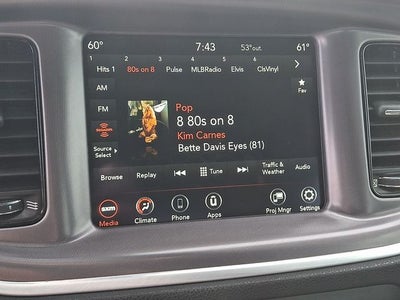 60° 7:43 53°out. 61°
1 2 3 4 5 6
Hits 1 80s on 8 Pulse MLBRadio Elvis ClsVinyl
AM
Fav
FM
Pop
8 80s on 8
Kim Carnes
Bette Davis Eyes (81)
Source
Select
Browse Replay Tune Traffic & Weather Audio
sxm
Media Climate Phone Apps Proj Mngr Settings